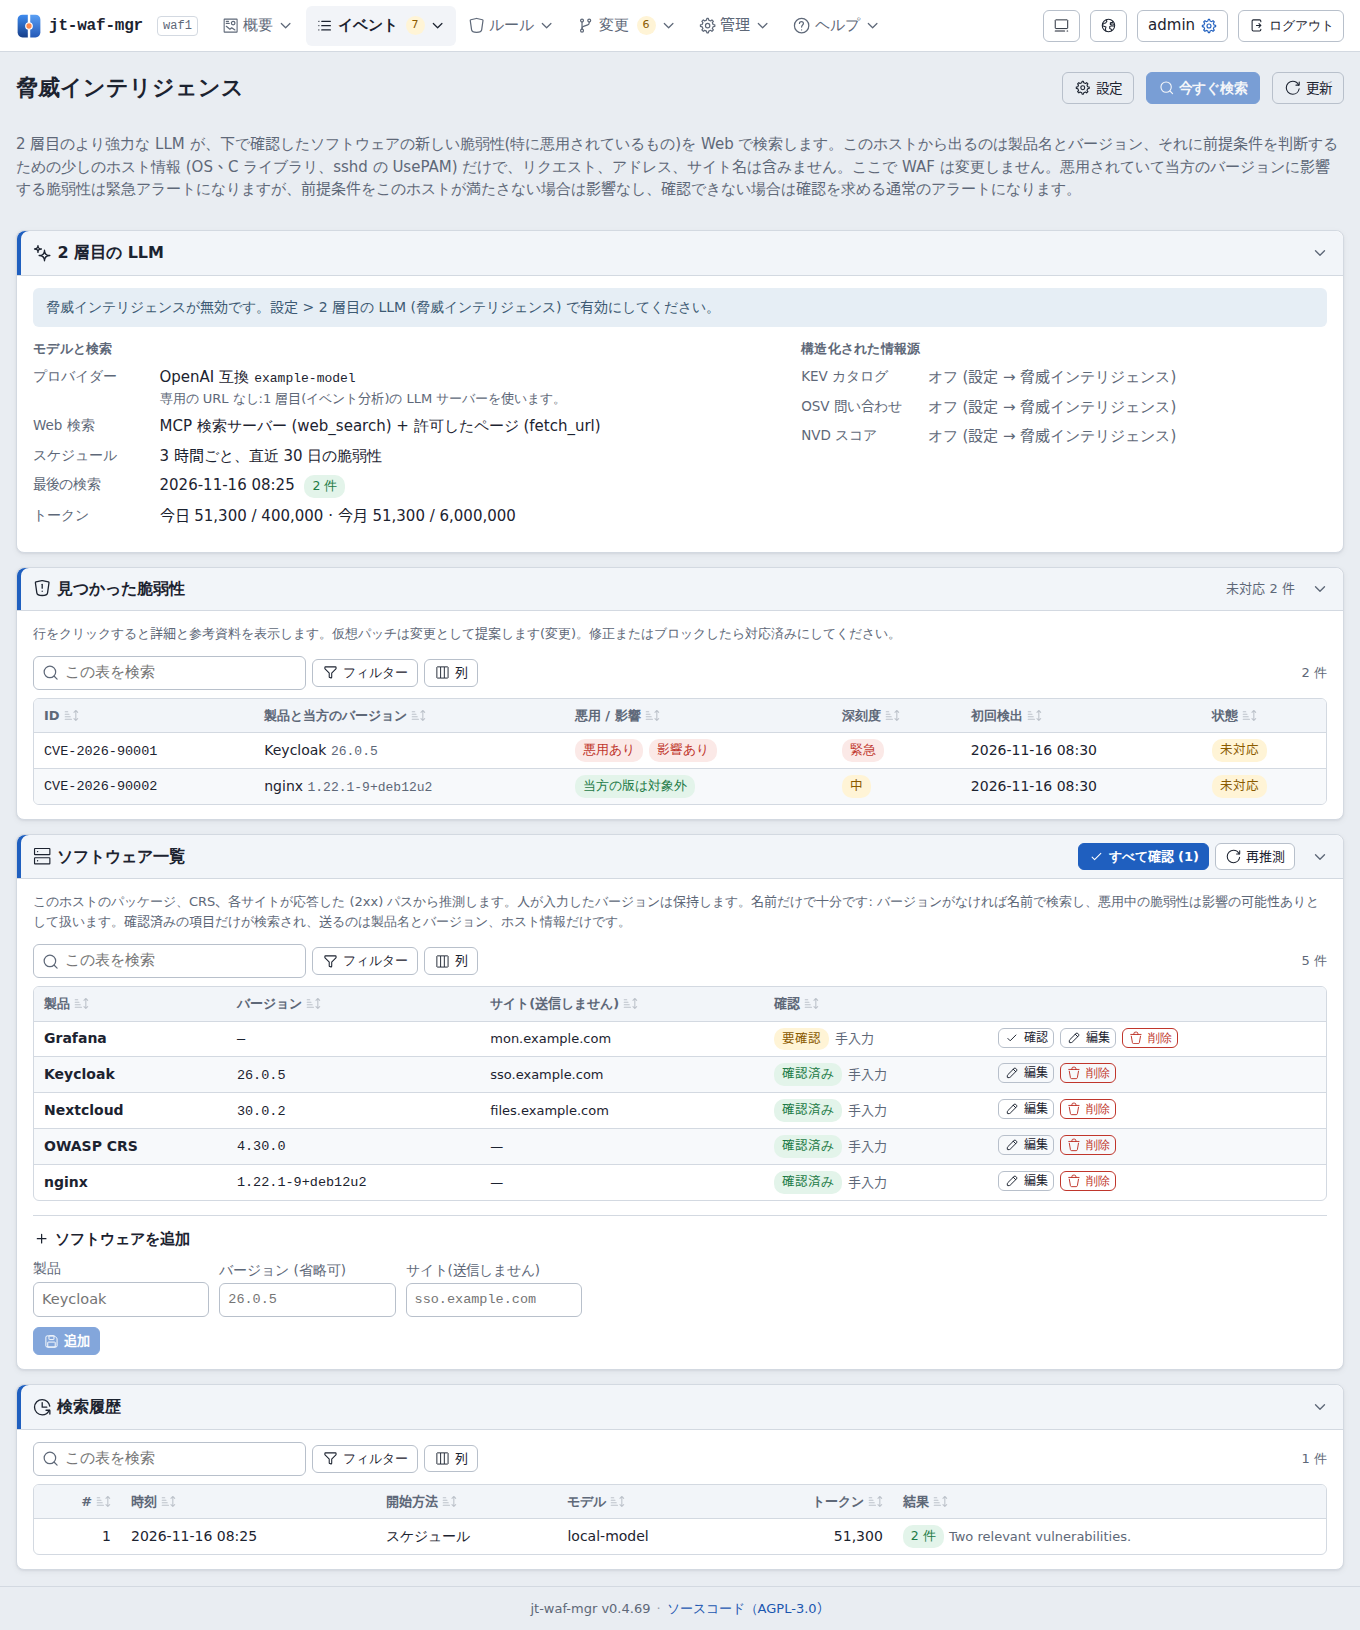 jt-waf-mgr waf1 概要 イベント 7 ルール 変更 6 管理 ヘルプ admin ログアウト
脅威インテリジェンス 設定 今すぐ検索 更新
2 層目のより強力な LLM が、下で確認したソフトウェアの新しい脆弱性(特に悪用されているもの)を Web で検索します。このホストから出るのは製品名とバージョン、それに前提条件を判断する
ための少しのホスト情報 (OS・C ライブラリ、sshd の UsePAM) だけで、リクエスト、アドレス、サイト名は含みません。ここで WAF は変更しません。悪用されていて当方のバージョンに影響
する脆弱性は緊急アラートになりますが、前提条件をこのホストが満たさない場合は影響なし、確認できない場合は確認を求める通常のアラートになります。
2 層目の LLM
脅威インテリジェンスが無効です。設定 > 2 層目の LLM (脅威インテリジェンス) で有効にしてください。
モデルと検索
プロバイダー OpenAI 互換 example-model
専用の URL なし:1 層目(イベント分析)の LLM サーバーを使います。
Web 検索 MCP 検索サーバー (web_search) + 許可したページ (fetch_url)
スケジュール 3 時間ごと、直近 30 日の脆弱性
最後の検索 2026-11-16 08:25 2 件
トークン 今日 51,300 / 400,000 · 今月 51,300 / 6,000,000
構造化された情報源
KEV カタログ オフ (設定 → 脅威インテリジェンス)
OSV 問い合わせ オフ (設定 → 脅威インテリジェンス)
NVD スコア オフ (設定 → 脅威インテリジェンス)
見つかった脆弱性 未対応 2 件
行をクリックすると詳細と参考資料を表示します。仮想パッチは変更として提案します(変更)。修正またはブロックしたら対応済みにしてください。
この表を検索 フィルター 列 2 件
ID 製品と当方のバージョン 悪用 / 影響 深刻度 初回検出 状態
CVE-2026-90001 Keycloak 26.0.5 悪用あり 影響あり 緊急 2026-11-16 08:30 未対応
CVE-2026-90002 nginx 1.22.1-9+deb12u2 当方の版は対象外 中 2026-11-16 08:30 未対応
ソフトウェア一覧 すべて確認 (1) 再推測
このホストのパッケージ、CRS、各サイトが応答した (2xx) パスから推測します。人が入力したバージョンは保持します。名前だけで十分です: バージョンがなければ名前で検索し、悪用中の脆弱性は影響の可能性ありと
して扱います。確認済みの項目だけが検索され、送るのは製品名とバージョン、ホスト情報だけです。
この表を検索 フィルター 列 5 件
製品 バージョン サイト(送信しません) 確認
Grafana — mon.example.com 要確認 手入力 確認 編集 削除
Keycloak 26.0.5 sso.example.com 確認済み 手入力 編集 削除
Nextcloud 30.0.2 files.example.com 確認済み 手入力 編集 削除
OWASP CRS 4.30.0 — 確認済み 手入力 編集 削除
nginx 1.22.1-9+deb12u2 — 確認済み 手入力 編集 削除
ソフトウェアを追加
製品 バージョン (省略可) サイト(送信しません)
Keycloak 26.0.5 sso.example.com
追加
検索履歴
この表を検索 フィルター 列 1 件
# 時刻 開始方法 モデル トークン 結果
1 2026-11-16 08:25 スケジュール local-model 51,300 2 件 Two relevant vulnerabilities.
jt-waf-mgr v0.4.69 · ソースコード（AGPL-3.0）